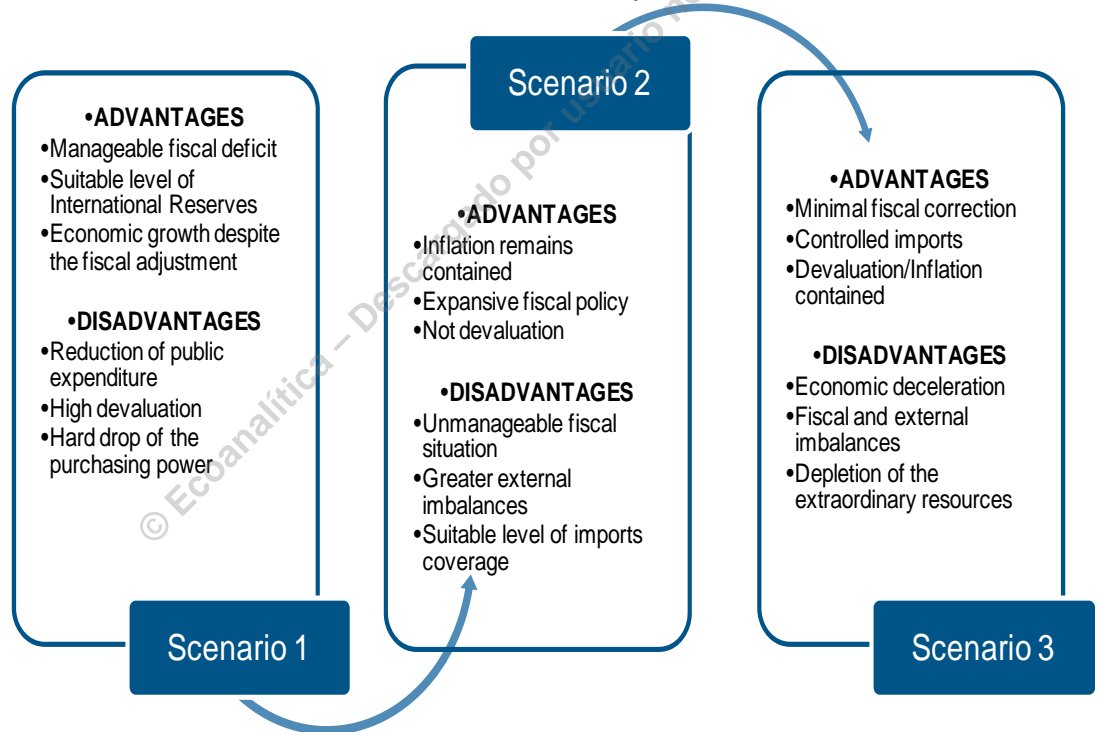 Scenario 1
•ADVANTAGES
•Manageable fiscal deficit
•Suitable level of
International Reserves
•Economic growth despite
the fiscal adjustment
•DISADVANTAGES
•Reduction of public
expenditure
•High devaluation
•Hard drop of the
purchasing power
Scenario 2
•ADVANTAGES
•Inflation remains
contained
•Expansive fiscal policy
•Not devaluation
•DISADVANTAGES
•Unmanageable fiscal
situation
•Greater external
imbalances
•Suitable level of imports
coverage
Scenario 3
•ADVANTAGES
•Minimal fiscal correction
•Controlled imports
•Devaluation/Inflation
contained
•DISADVANTAGES
•Economic deceleration
•Fiscal and external
imbalances
•Depletion of the
extraordinary resources
© Ecoanalítica – Descargado por usuario